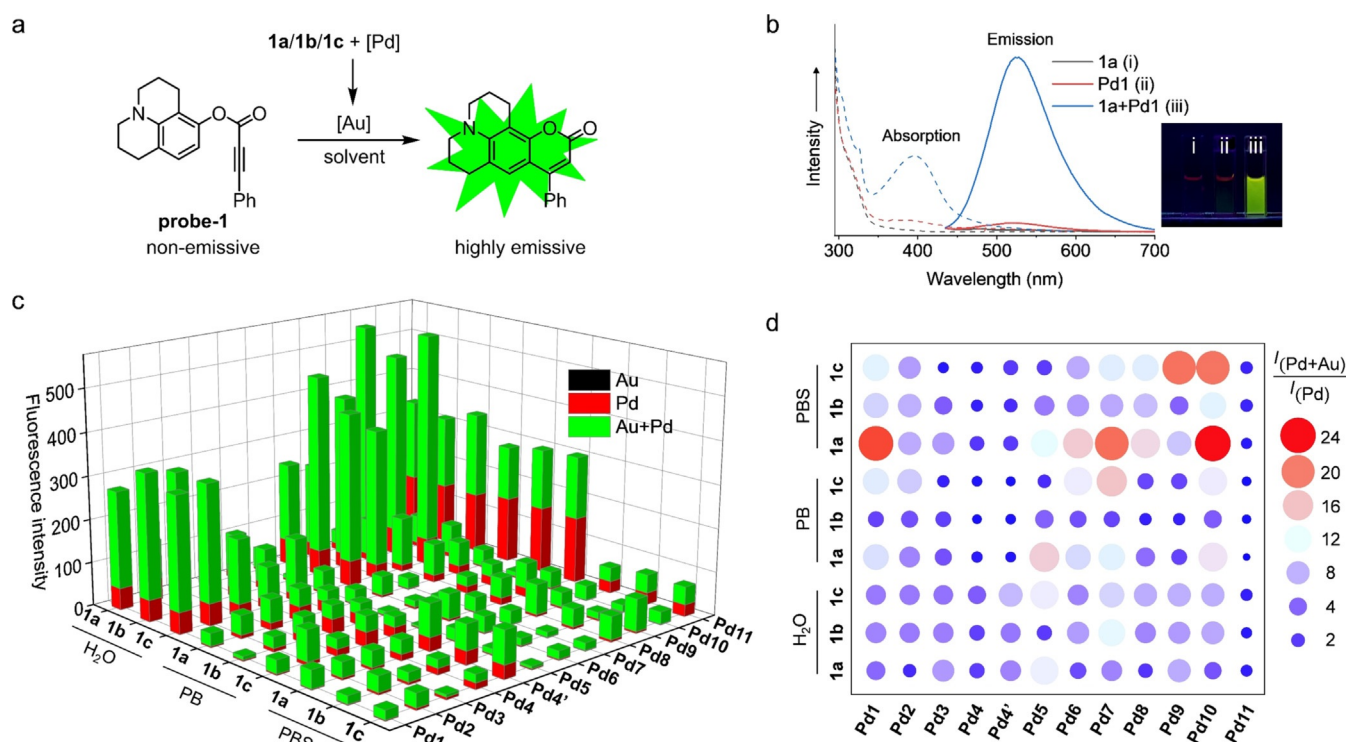 a
1a/1b/1c + [Pd]
[Au]
solvent
N
O
O
Ph
probe-1
non-emissive
N
O
O
Ph
highly emissive
b
Emission
Absorption
1a (i)
Pd1 (ii)
1a+Pd1 (iii)
i ii iii
Intensity
300 400 500 600 700
Wavelength (nm)
c
Fluorescence intensity
500
400
300
200
100
0
Au
Pd
Au+Pd
1a 1b 1c 1a 1b 1c 1a 1b 1c
H2O PB PBS
Pd1 Pd2 Pd3 Pd4 Pd4' Pd5 Pd6 Pd7 Pd8 Pd9 Pd10 Pd11
d
PBS
1c
1b
1a
PB
1c
1b
1a
H2O
1c
1b
1a
Pd1 Pd2 Pd3 Pd4 Pd4' Pd5 Pd6 Pd7 Pd8 Pd9 Pd10 Pd11
I(Pd+Au)
I(Pd)
24
20
16
12
8
4
2